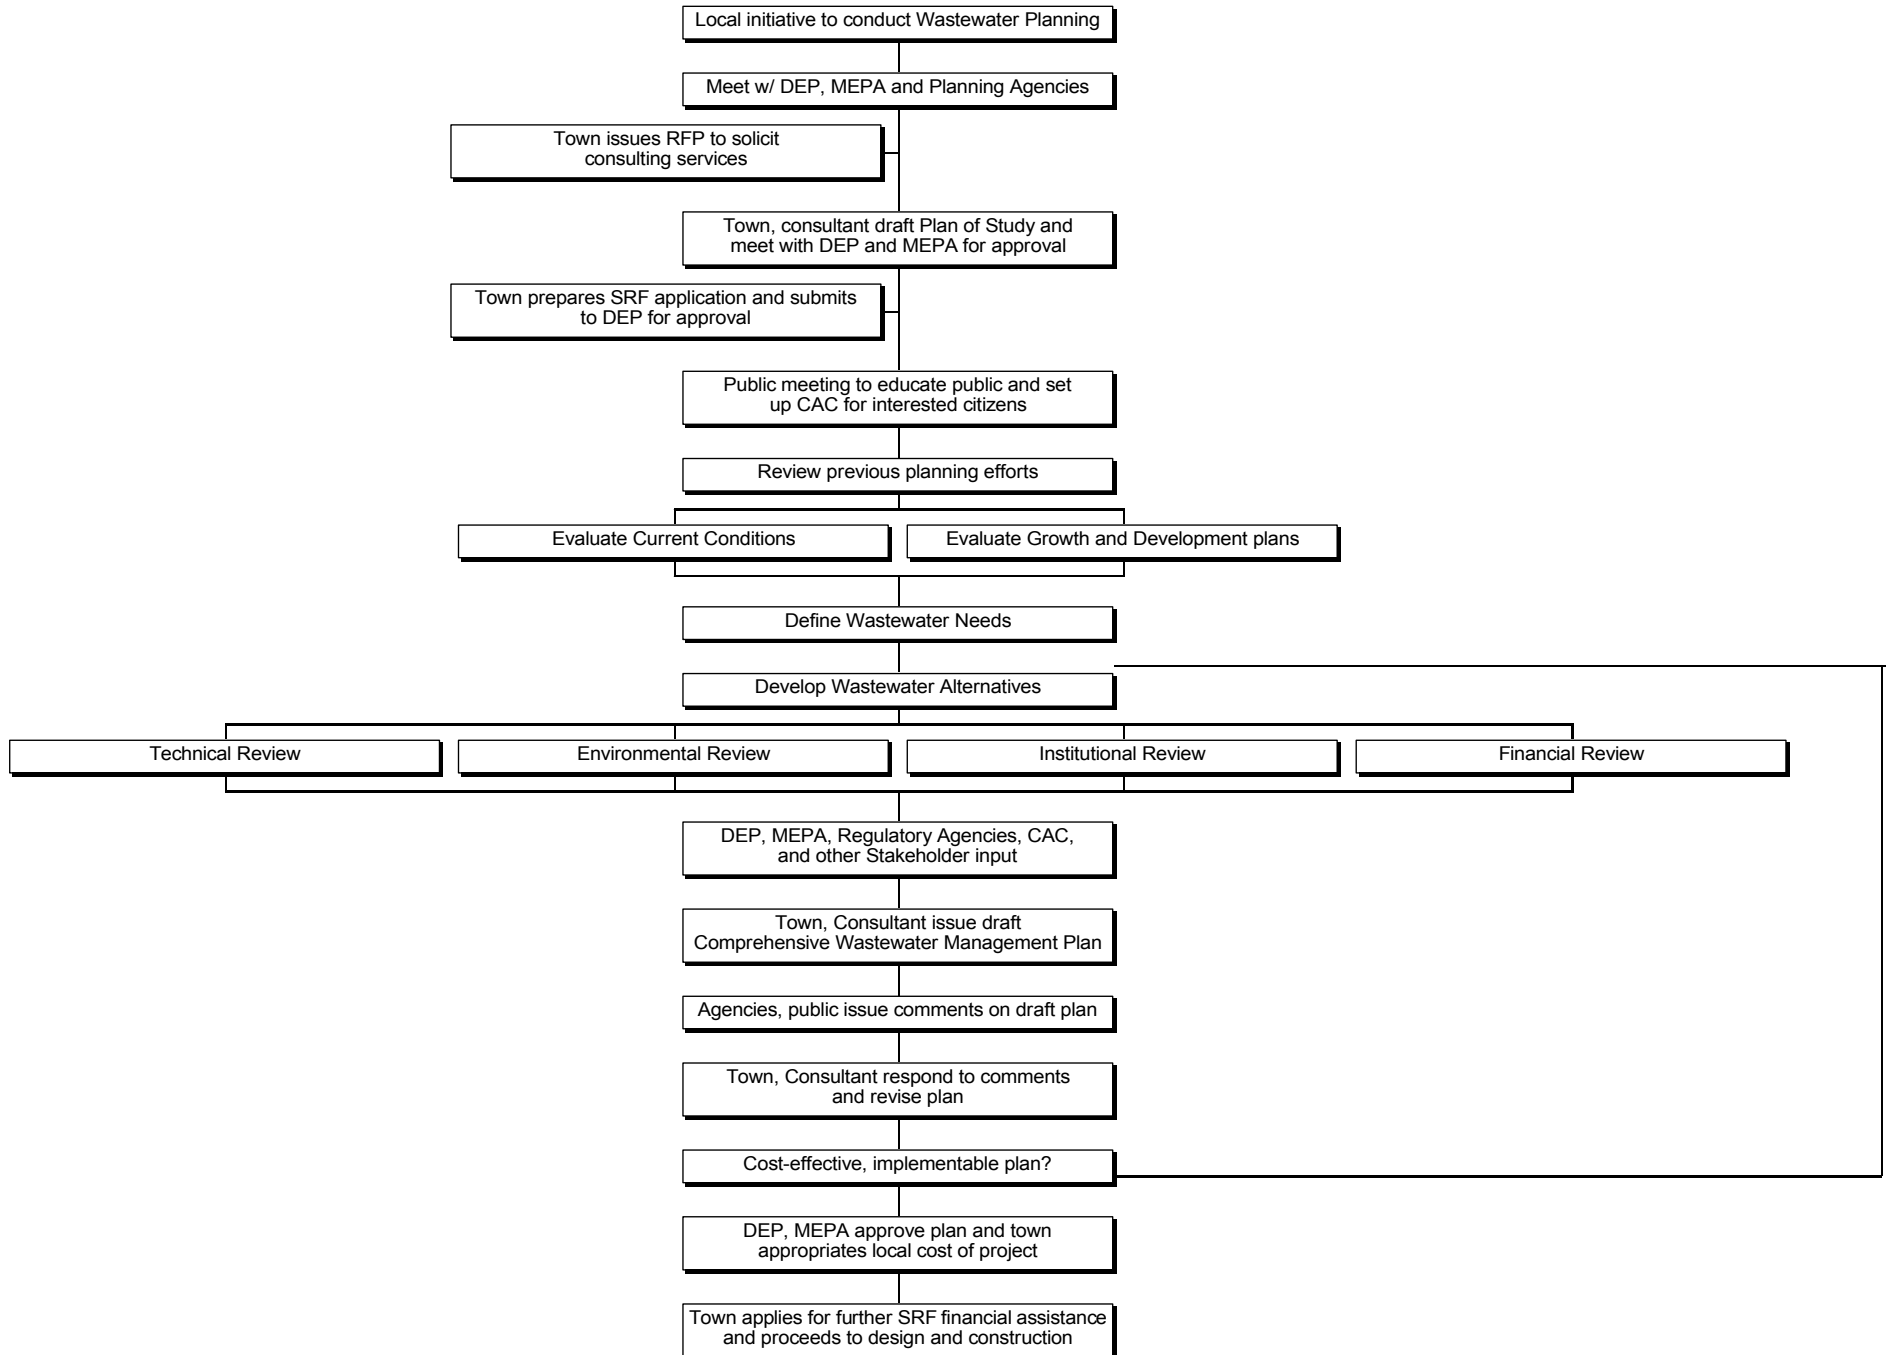 Local initiative to conduct Wastewater Planning
Meet w/ DEP, MEPA and Planning Agencies
Town issues RFP to solicit
consulting services
Town, consultant draft Plan of Study and
meet with DEP and MEPA for approval
Town prepares SRF application and submits
to DEP for approval
Public meeting to educate public and set
up CAC for interested citizens
Review previous planning efforts
Evaluate Current Conditions
Evaluate Growth and Development plans
Define Wastewater Needs
Develop Wastewater Alternatives
Technical Review
Environmental Review
Institutional Review
Financial Review
DEP, MEPA, Regulatory Agencies, CAC,
and other Stakeholder input
Town, Consultant issue draft
Comprehensive Wastewater Management Plan
Agencies, public issue comments on draft plan
Town, Consultant respond to comments
and revise plan
Cost-effective, implementable plan?
DEP, MEPA approve plan and town
appropriates local cost of project
Town applies for further SRF financial assistance
and proceeds to design and construction